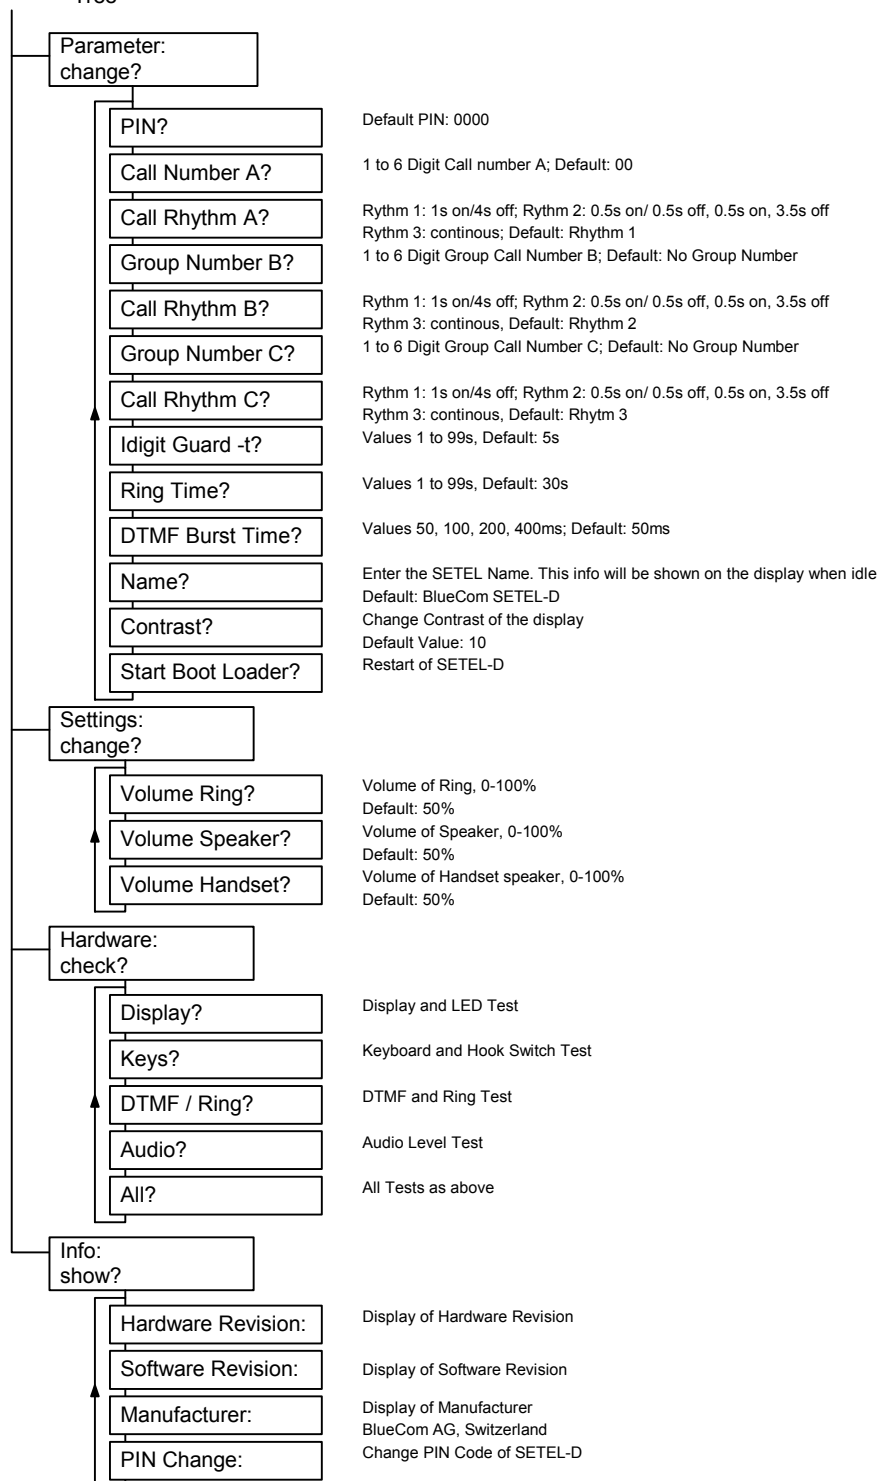 Parameter:
change?
PIN?
Default PIN: 0000
Call Number A?
1 to 6 Digit Call number A; Default: 00
Call Rhythm A?
Rythm 1: 1s on/4s off; Rythm 2: 0.5s on/ 0.5s off, 0.5s on, 3.5s off
Rythm 3: continous; Default: Rhythm 1
Group Number B?
1 to 6 Digit Group Call Number B; Default: No Group Number
Call Rhythm B?
Rythm 1: 1s on/4s off; Rythm 2: 0.5s on/ 0.5s off, 0.5s on, 3.5s off
Rythm 3: continous, Default: Rhythm 2
Group Number C?
1 to 6 Digit Group Call Number C; Default: No Group Number
Call Rhythm C?
Rythm 1: 1s on/4s off; Rythm 2: 0.5s on/ 0.5s off, 0.5s on, 3.5s off
Rythm 3: continous, Default: Rhytm 3
Idigit Guard -t?
Values 1 to 99s, Default: 5s
Ring Time?
Values 1 to 99s, Default: 30s
DTMF Burst Time?
Values 50, 100, 200, 400ms; Default: 50ms
Name?
Enter the SETEL Name. This info will be shown on the display when idle
Default: BlueCom SETEL-D
Contrast?
Change Contrast of the display
Default Value: 10
Start Boot Loader?
Restart of SETEL-D
Settings:
change?
Volume Ring?
Volume of Ring, 0-100%
Default: 50%
Volume Speaker?
Volume of Speaker, 0-100%
Default: 50%
Volume Handset?
Volume of Handset speaker, 0-100%
Default: 50%
Hardware:
check?
Display?
Display and LED Test
Keys?
Keyboard and Hook Switch Test
DTMF / Ring?
DTMF and Ring Test
Audio?
Audio Level Test
All?
All Tests as above
Info:
show?
Hardware Revision:
Display of Hardware Revision
Software Revision:
Display of Software Revision
Manufacturer:
Display of Manufacturer
BlueCom AG, Switzerland
PIN Change:
Change PIN Code of SETEL-D